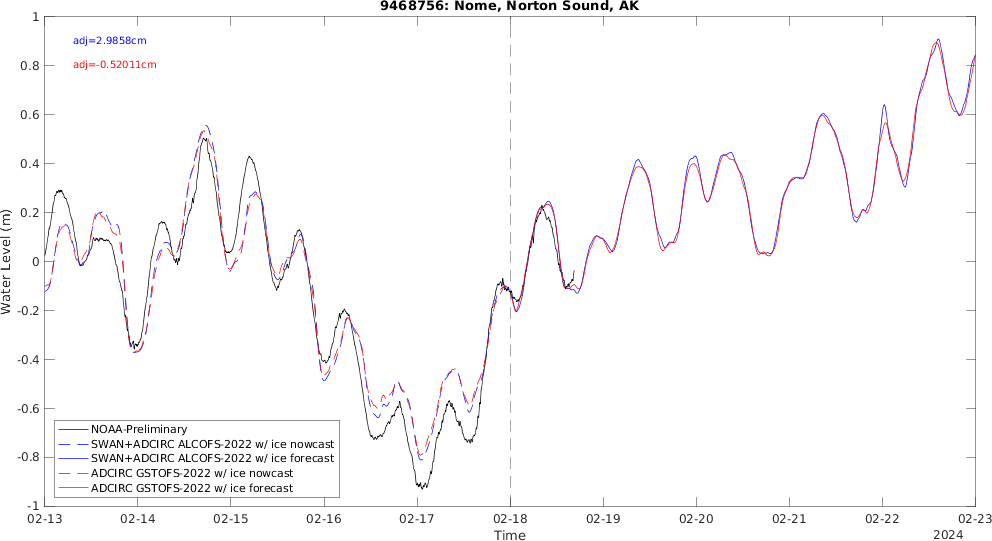 9468756: Nome, Norton Sound, AK
adj=2.9858cm
adj=-0.52011cm
Water Level (m)
1
0.8
0.6
0.4
0.2
0
-0.2
-0.4
-0.6
-0.8
-1
NOAA-Preliminary
SWAN+ADCIRC ALCOFS-2022 w/ ice nowcast
SWAN+ADCIRC ALCOFS-2022 w/ ice forecast
ADCIRC GSTOFS-2022 w/ ice nowcast
ADCIRC GSTOFS-2022 w/ ice forecast
02-13 02-14 02-15 02-16 02-17 02-18 02-19 02-20 02-21 02-22 02-23
Time
2024